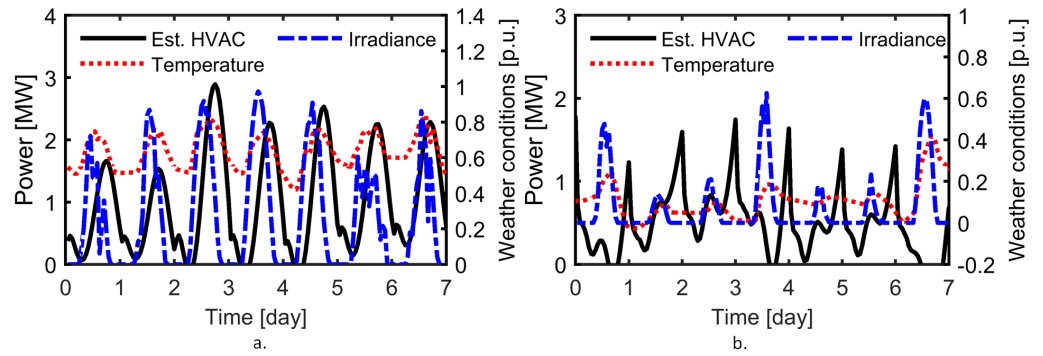 Est. HVAC
Irradiance
Temperature
Power [MW]
4
3
2
1
0
1.4
1.2
1
0.8
0.6
0.4
0.2
0
Weather conditions [p.u.]
0 1 2 3 4 5 6 7
Time [day]
a.
Est. HVAC
Irradiance
Temperature
Power [MW]
3
2
1
0
1
0.8
0.6
0.4
0.2
0
-0.2
Weather conditions [p.u.]
0 1 2 3 4 5 6 7
Time [day]
b.